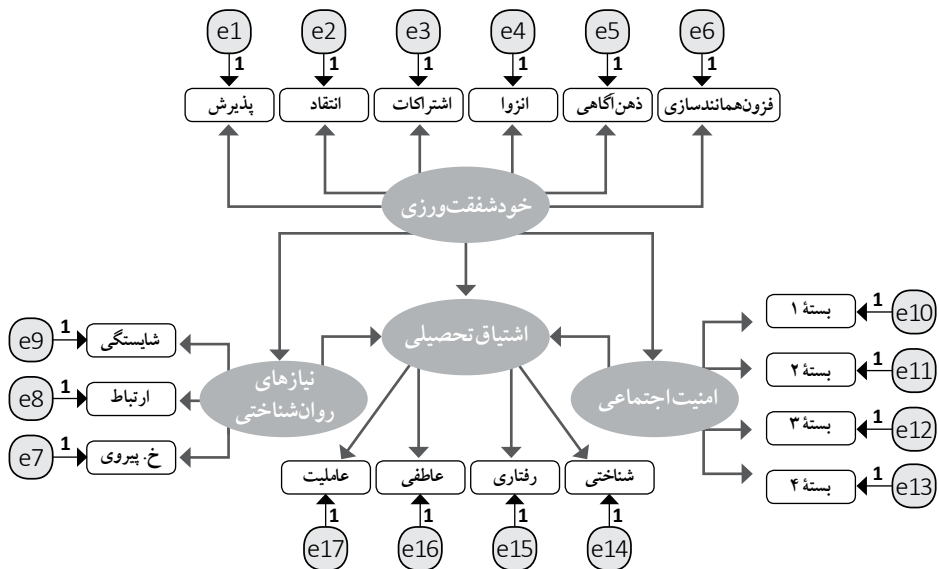 e1 e2 e3 e4 e5 e6
1 1 1 1 1 1
پذیرش انتقاد اشتراکات انزوا ذهن‌آگاهی فزون‌همانندسازی
خودشفقت‌ورزی
اشتیاق تحصیلی
نیازهای
روان‌شناختی
امنیت اجتماعی
e9 1 شایستگی
e8 1 ارتباط
e7 1 خ. پیروی
بستهٔ ۱ 1 e10
بستهٔ ۲ 1 e11
بستهٔ ۳ 1 e12
بستهٔ ۴ 1 e13
عاملیت عاطفی رفتاری شناختی
1 1 1 1
e17 e16 e15 e14